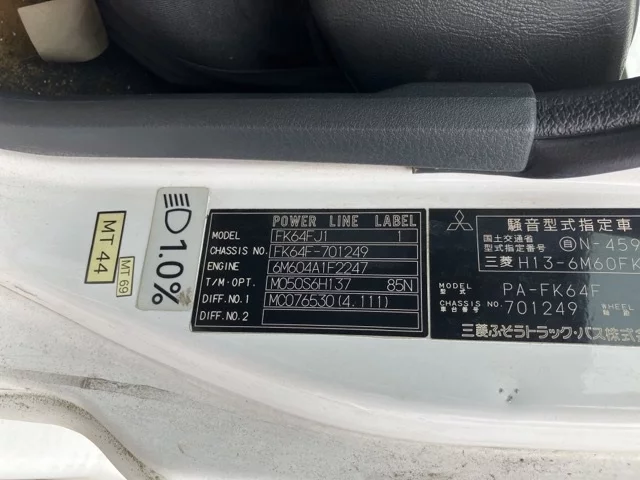 MT 44
MT 69
1.0%
POWER LINE LABEL
MODEL FK64FJ1 1
CHASSIS NO. FK64F-701249
ENGINE 6M604A1F2247
T/M·OPT. M050S6H137 85N
DIFF. NO.1 MC076530(4.111)
DIFF. NO.2
騒音型式指定車
国土交通省
型式指定番号 自N-459
三菱 H13-6M60FK
MODEL
型式 PA-FK64F
CHASSIS NO.
車台番号 701249 WHEEL
三菱ふそうトラック・バス株式